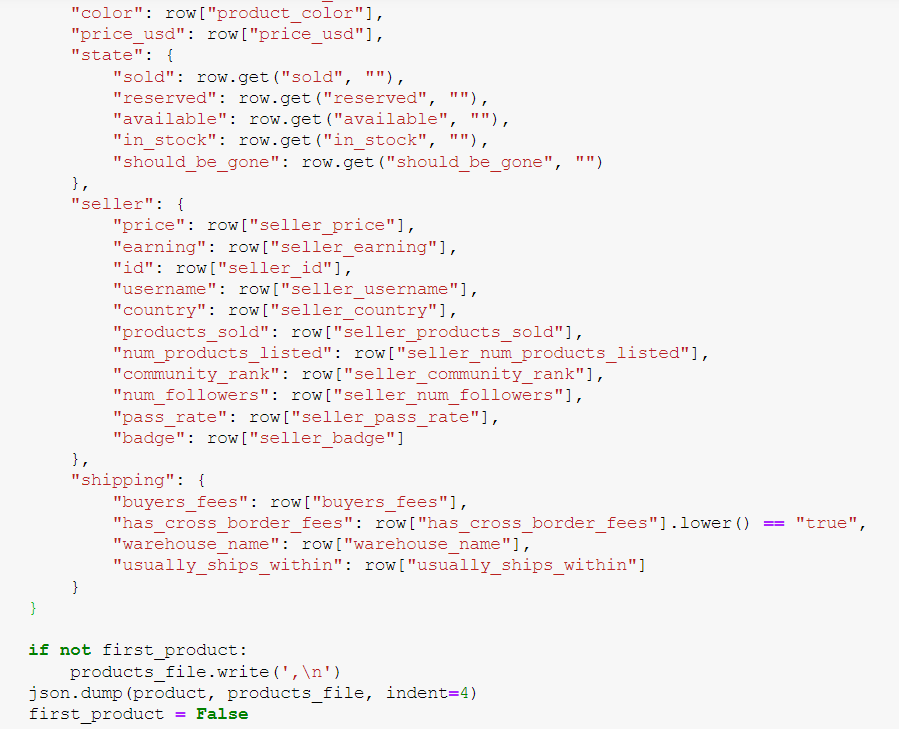 "color": row["product_color"],
"price_usd": row["price_usd"],
"state": {
"sold": row.get("sold", ""),
"reserved": row.get("reserved", ""),
"available": row.get("available", ""),
"in_stock": row.get("in_stock", ""),
"should_be_gone": row.get("should_be_gone", "")
},
"seller": {
"price": row["seller_price"],
"earning": row["seller_earning"],
"id": row["seller_id"],
"username": row["seller_username"],
"country": row["seller_country"],
"products_sold": row["seller_products_sold"],
"num_products_listed": row["seller_num_products_listed"],
"community_rank": row["seller_community_rank"],
"num_followers": row["seller_num_followers"],
"pass_rate": row["seller_pass_rate"],
"badge": row["seller_badge"]
},
"shipping": {
"buyers_fees": row["buyers_fees"],
"has_cross_border_fees": row["has_cross_border_fees"].lower() == "true",
"warehouse_name": row["warehouse_name"],
"usually_ships_within": row["usually_ships_within"]
}
}
if not first_product:
products_file.write(',\n')
json.dump(product, products_file, indent=4)
first_product = False